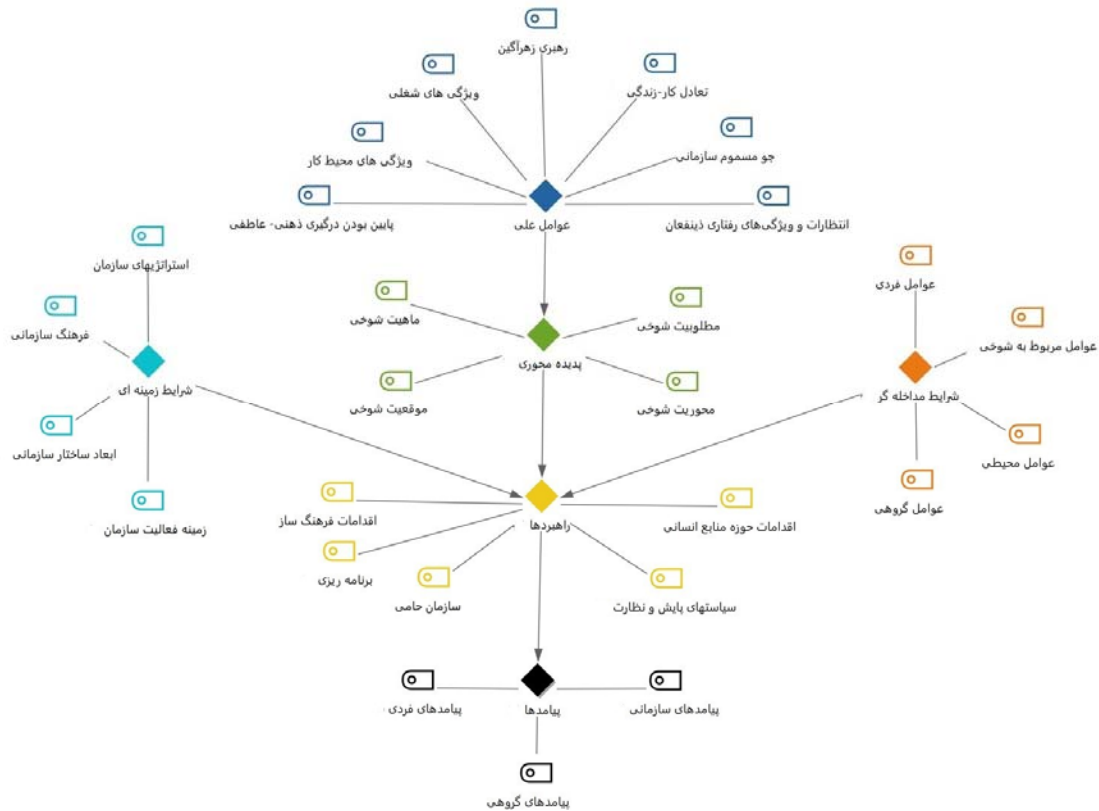 رهبری زهرآگین
ویژگی های شغلی
تعادل کار-زندگی
ویژگی های محیط کار
جو مسموم سازمانی
پایین بودن درگیری ذهنی- عاطفی
عوامل علی
انتظارات و ویژگی‌های رفتاری ذینفعان
استراتژیهای سازمان
فرهنگ سازمانی
شرایط زمینه ای
ابعاد ساختار سازمانی
زمینه فعالیت سازمان
ماهیت شوخی
مطلوبیت شوخی
پدیده محوری
موقعیت شوخی
محوریت شوخی
عوامل فردی
عوامل مربوط به شوخی
شرایط مداخله گر
عوامل محیطی
عوامل گروهی
اقدامات فرهنگ ساز
راهبردها
اقدامات حوزه منابع انسانی
برنامه ریزی
سازمان حامی
سیاستهای پایش و نظارت
پیامدهای فردی
پیامدها
پیامدهای سازمانی
پیامدهای گروهی